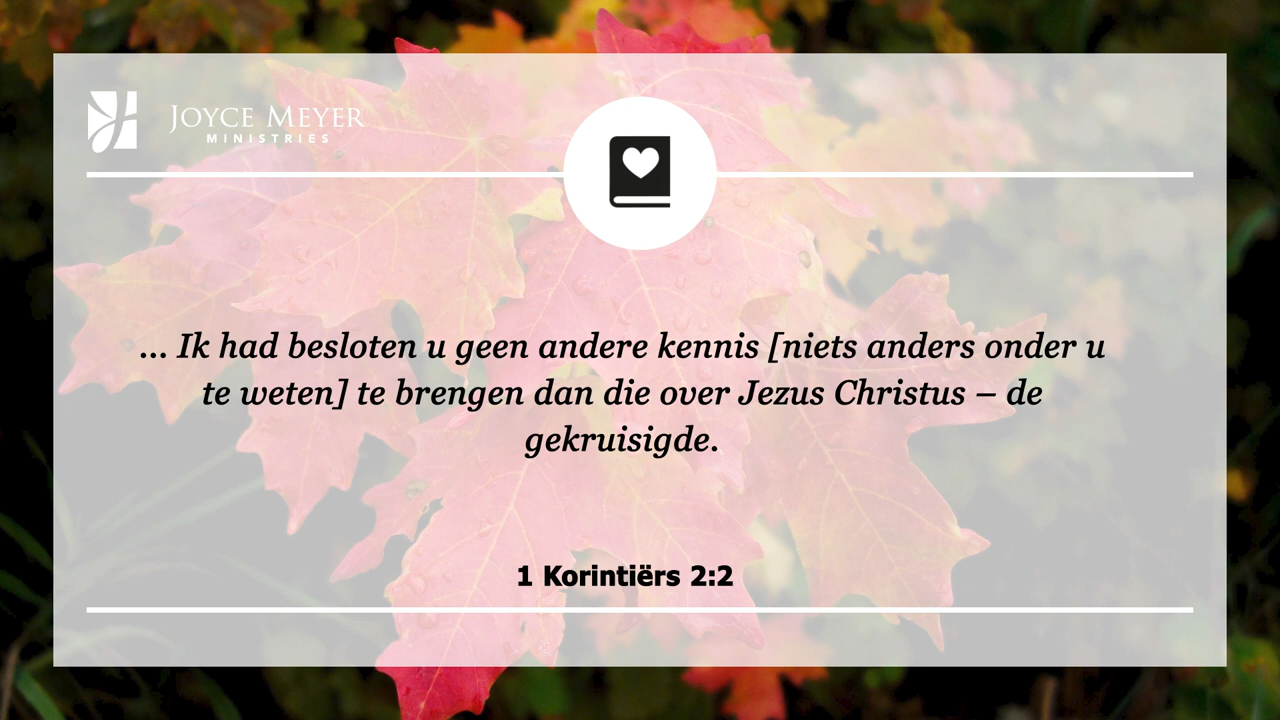 JOYCE MEYER
MINISTRIES
... Ik had besloten u geen andere kennis [niets anders onder u
te weten] te brengen dan die over Jezus Christus – de
gekruisigde.
1 Korintiërs 2:2